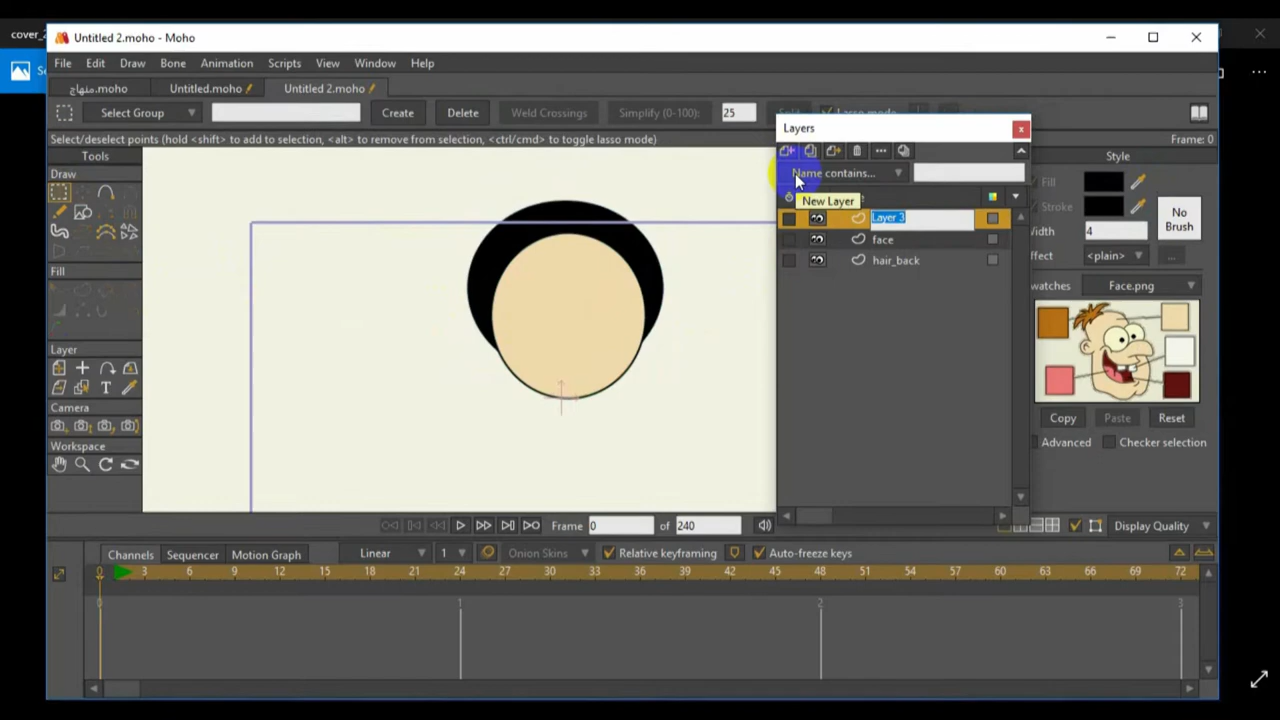 cover_2
Untitled 2.moho - Moho
File Edit Draw Bone Animation Scripts View Window Help
منهاج.moho Untitled.moho Untitled 2.moho
Select Group Create Delete Weld Crossings Simplify (0-100): 25
Select/deselect points (hold <shift> to add to selection, <alt> to remove from selection, <ctrl/cmd> to toggle lasso mode) Frame: 0
Tools
Draw
Fill
Layer
Camera
Workspace
Layers
Name contains...
New Layer
Layer 3
face
hair_back
Style
Fill
Stroke
No Brush
Width 4
<plain> ...
Face.png
Copy Paste Reset
Advanced Checker selection
Frame 0 of 240 Display Quality
Channels Sequencer Motion Graph Linear 1 Onion Skins Relative keyframing Auto-freeze keys
0 3 6 9 12 15 18 21 24 27 30 33 36 39 42 45 48 51 54 57 60 63 66 69 72
0 1 2 3